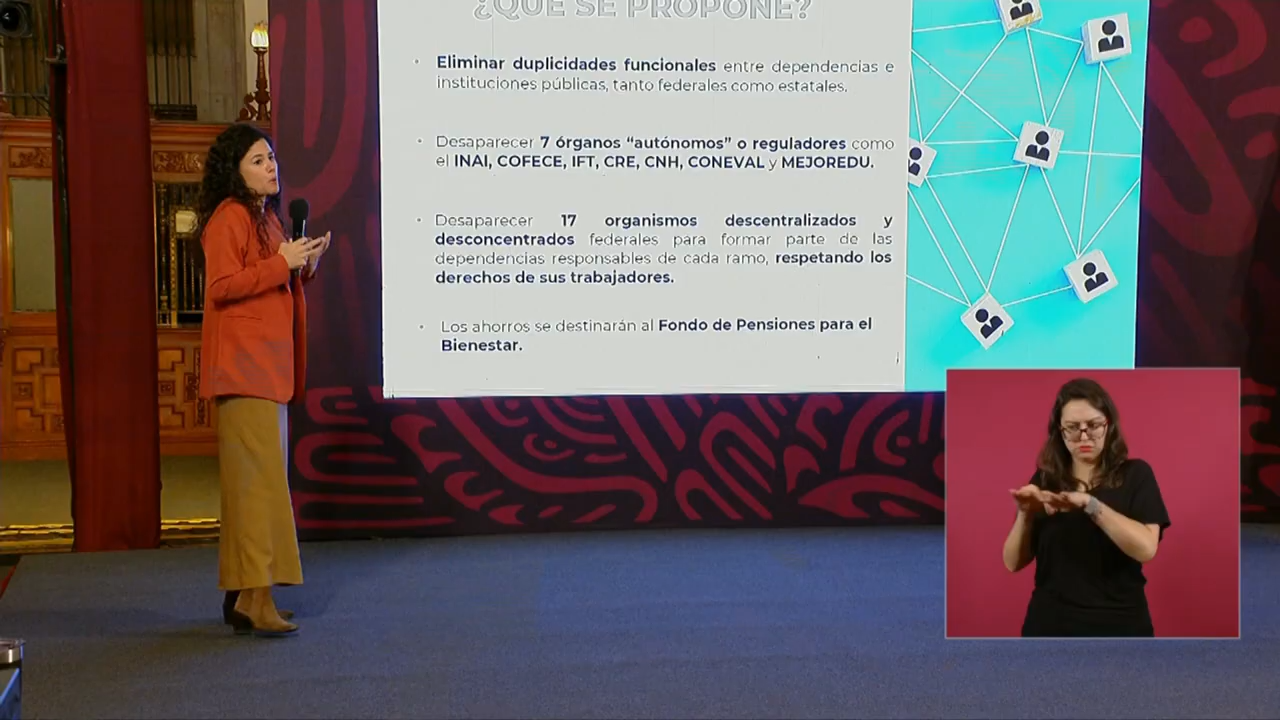 ¿QUÉ SE PROPONE?
• Eliminar duplicidades funcionales entre dependencias e
instituciones públicas, tanto federales como estatales.
• Desaparecer 7 órganos “autónomos” o reguladores como
el INAI, COFECE, IFT, CRE, CNH, CONEVAL y MEJOREDU.
• Desaparecer 17 organismos descentralizados y
desconcentrados federales para formar parte de las
dependencias responsables de cada ramo, respetando los
derechos de sus trabajadores.
• Los ahorros se destinarán al Fondo de Pensiones para el
Bienestar.